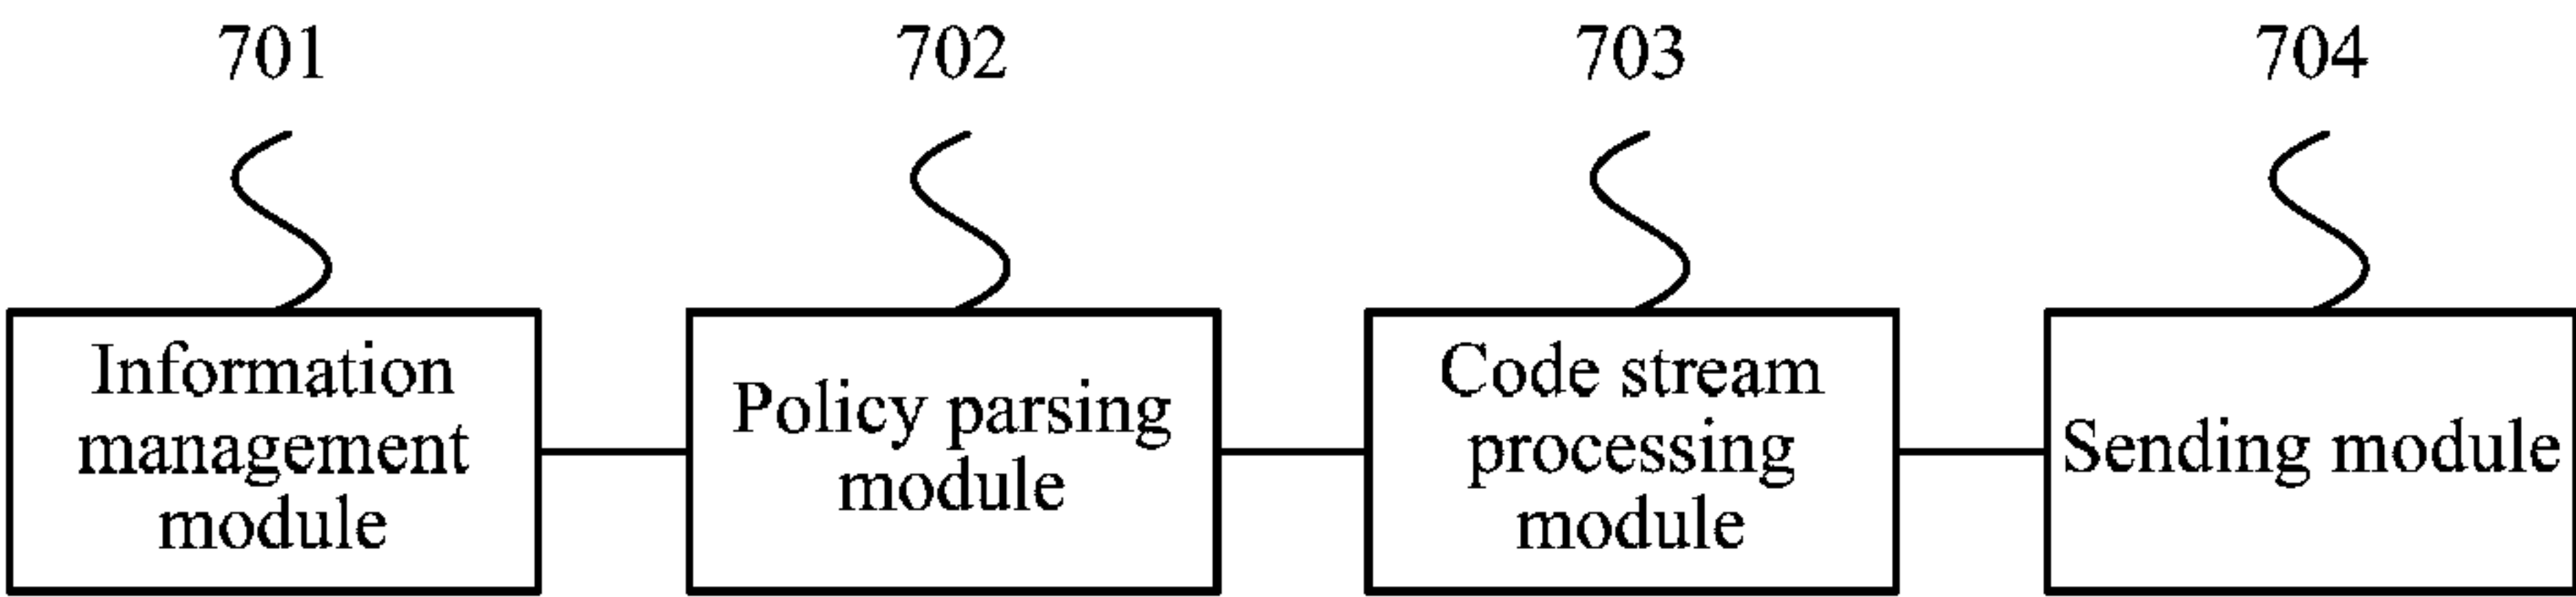 701
702
703
704
Information
management
module
Policy parsing
module
Code stream
processing
module
Sending module